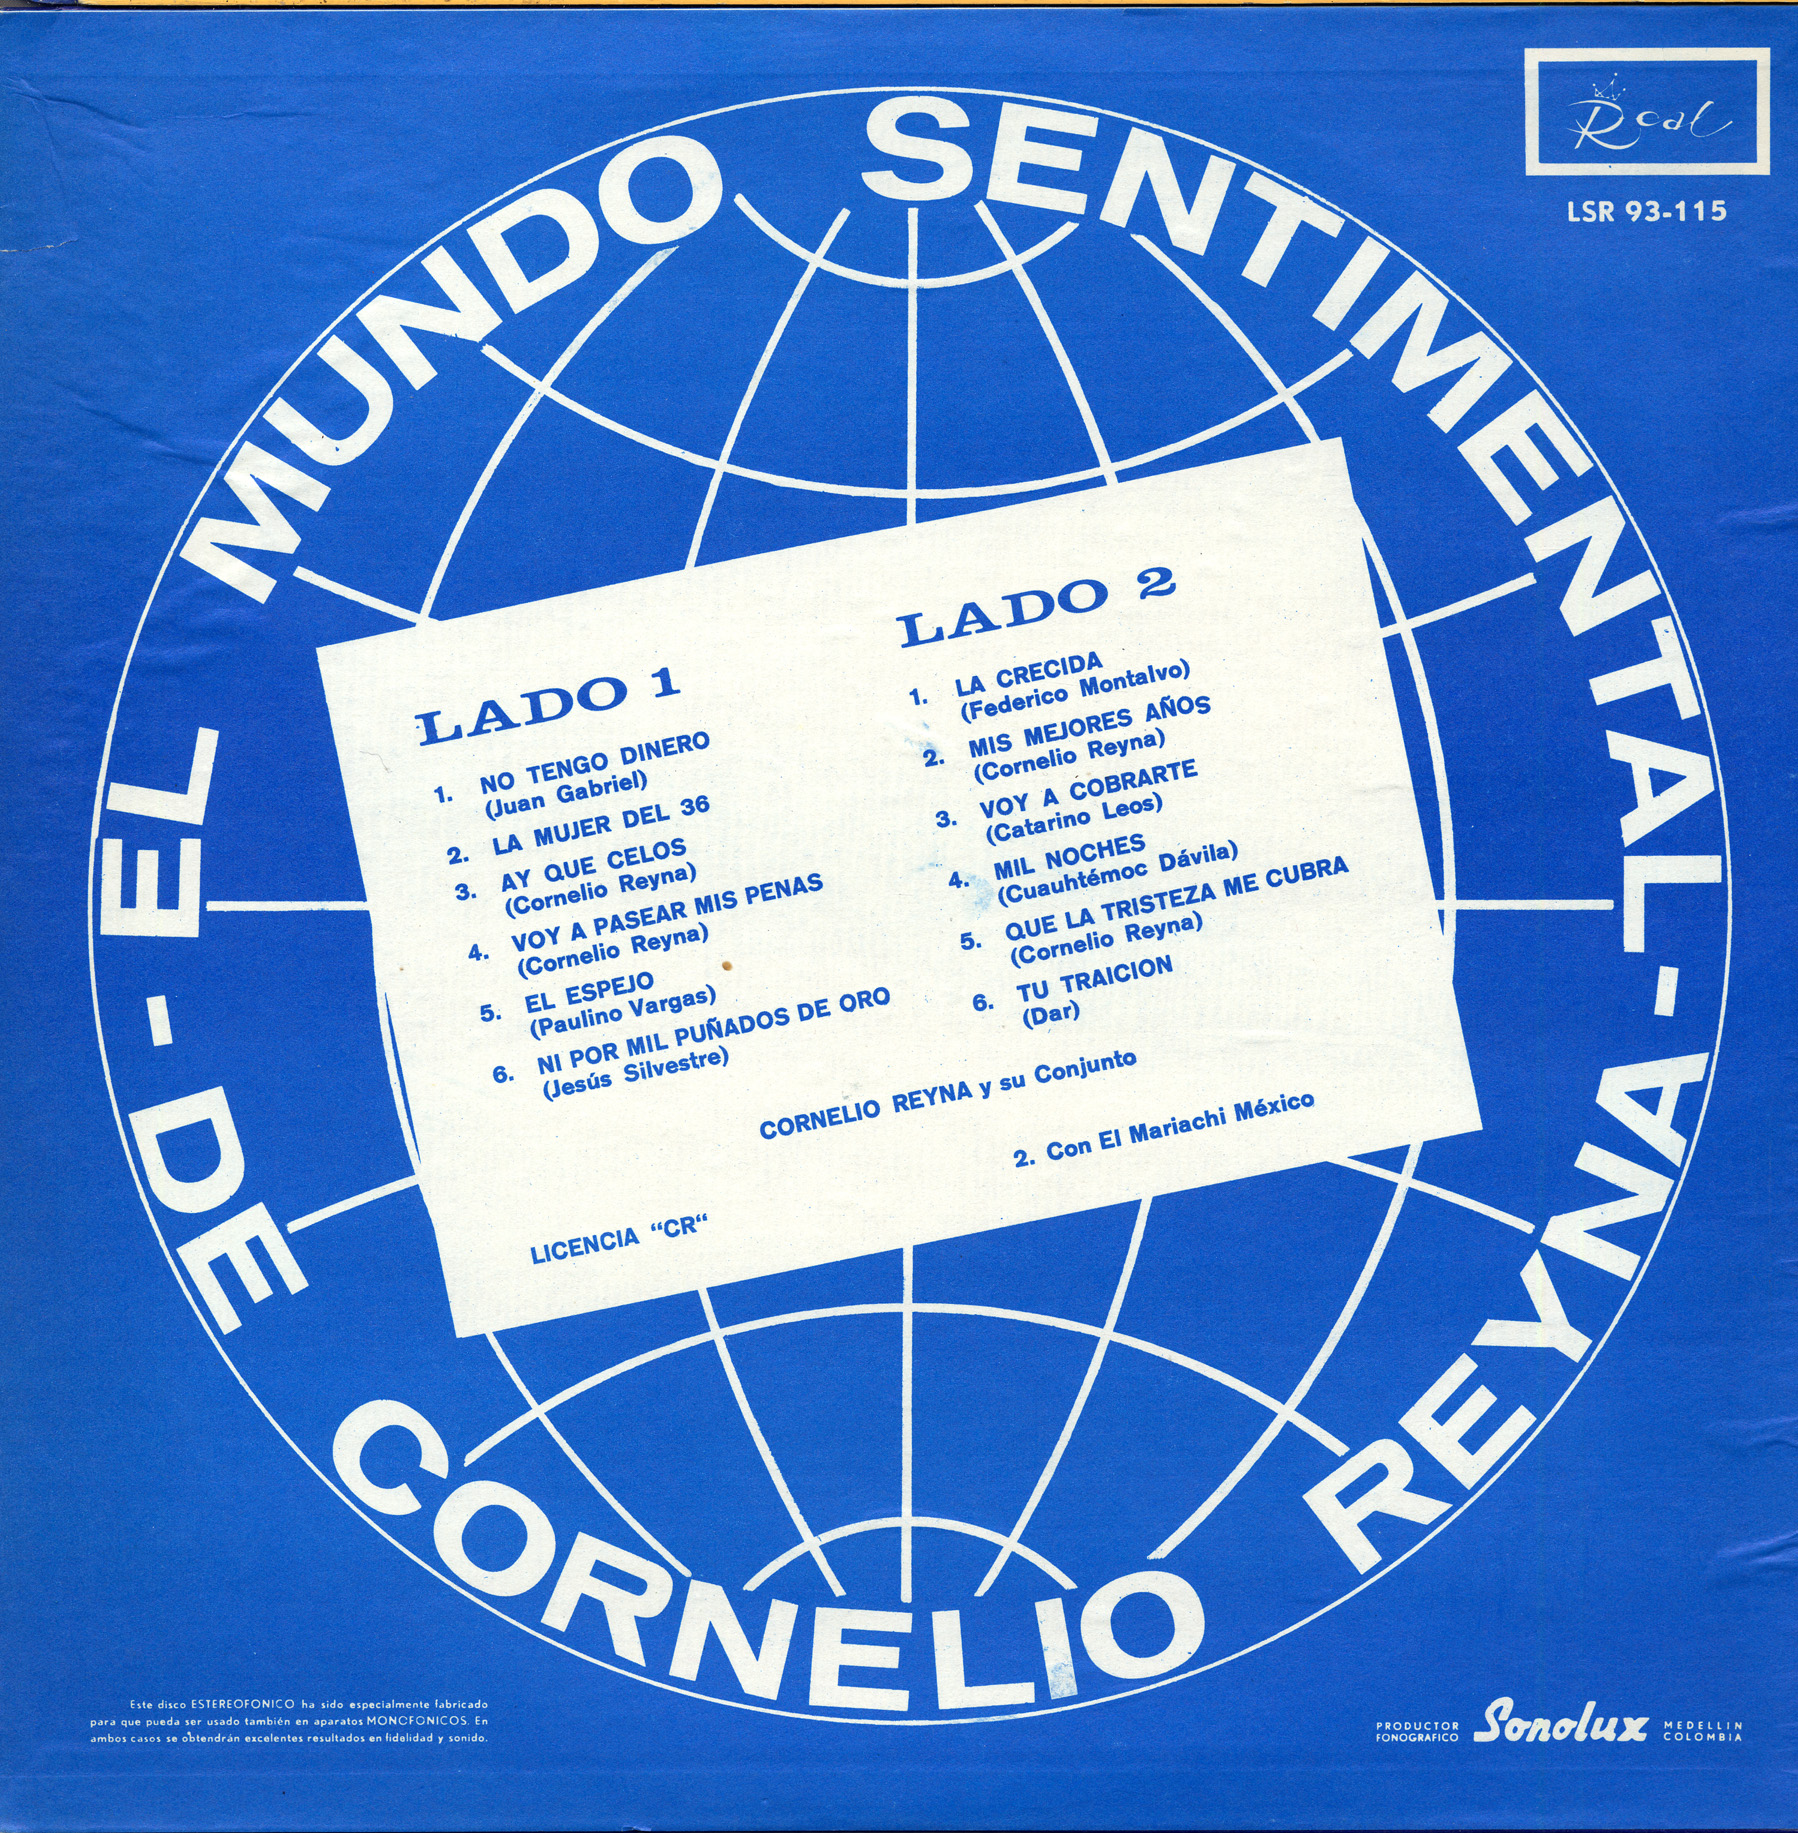 EL MUNDO SENTIMENTAL - DE - CORNELIO REYNA -
Real
LSR 93-115
LADO 1
1. NO TENGO DINERO
(Juan Gabriel)
2. LA MUJER DEL 36
3. AY QUE CELOS
(Cornelio Reyna)
4. VOY A PASEAR MIS PENAS
(Cornelio Reyna)
5. EL ESPEJO
(Paulino Vargas)
6. NI POR MIL PUÑADOS DE ORO
(Jesús Silvestre)
LADO 2
1. LA CRECIDA
(Federico Montalvo)
2. MIS MEJORES AÑOS
(Cornelio Reyna)
3. VOY A COBRARTE
(Catarino Leos)
4. MIL NOCHES
(Cuauhtémoc Dávila)
5. QUE LA TRISTEZA ME CUBRA
(Cornelio Reyna)
6. TU TRAICION
(Dar)
CORNELIO REYNA y su Conjunto
2. Con El Mariachi México
LICENCIA “CR“
Este disco ESTEREOFONICO ha sido especialmente fabricado
para que pueda ser usado también en aparatos MONOFONICOS. En
ambos casos se obtendrán excelentes resultados en fidelidad y sonido.
PRODUCTOR
FONOGRAFICO
Sonolux
MEDELLIN
COLOMBIA